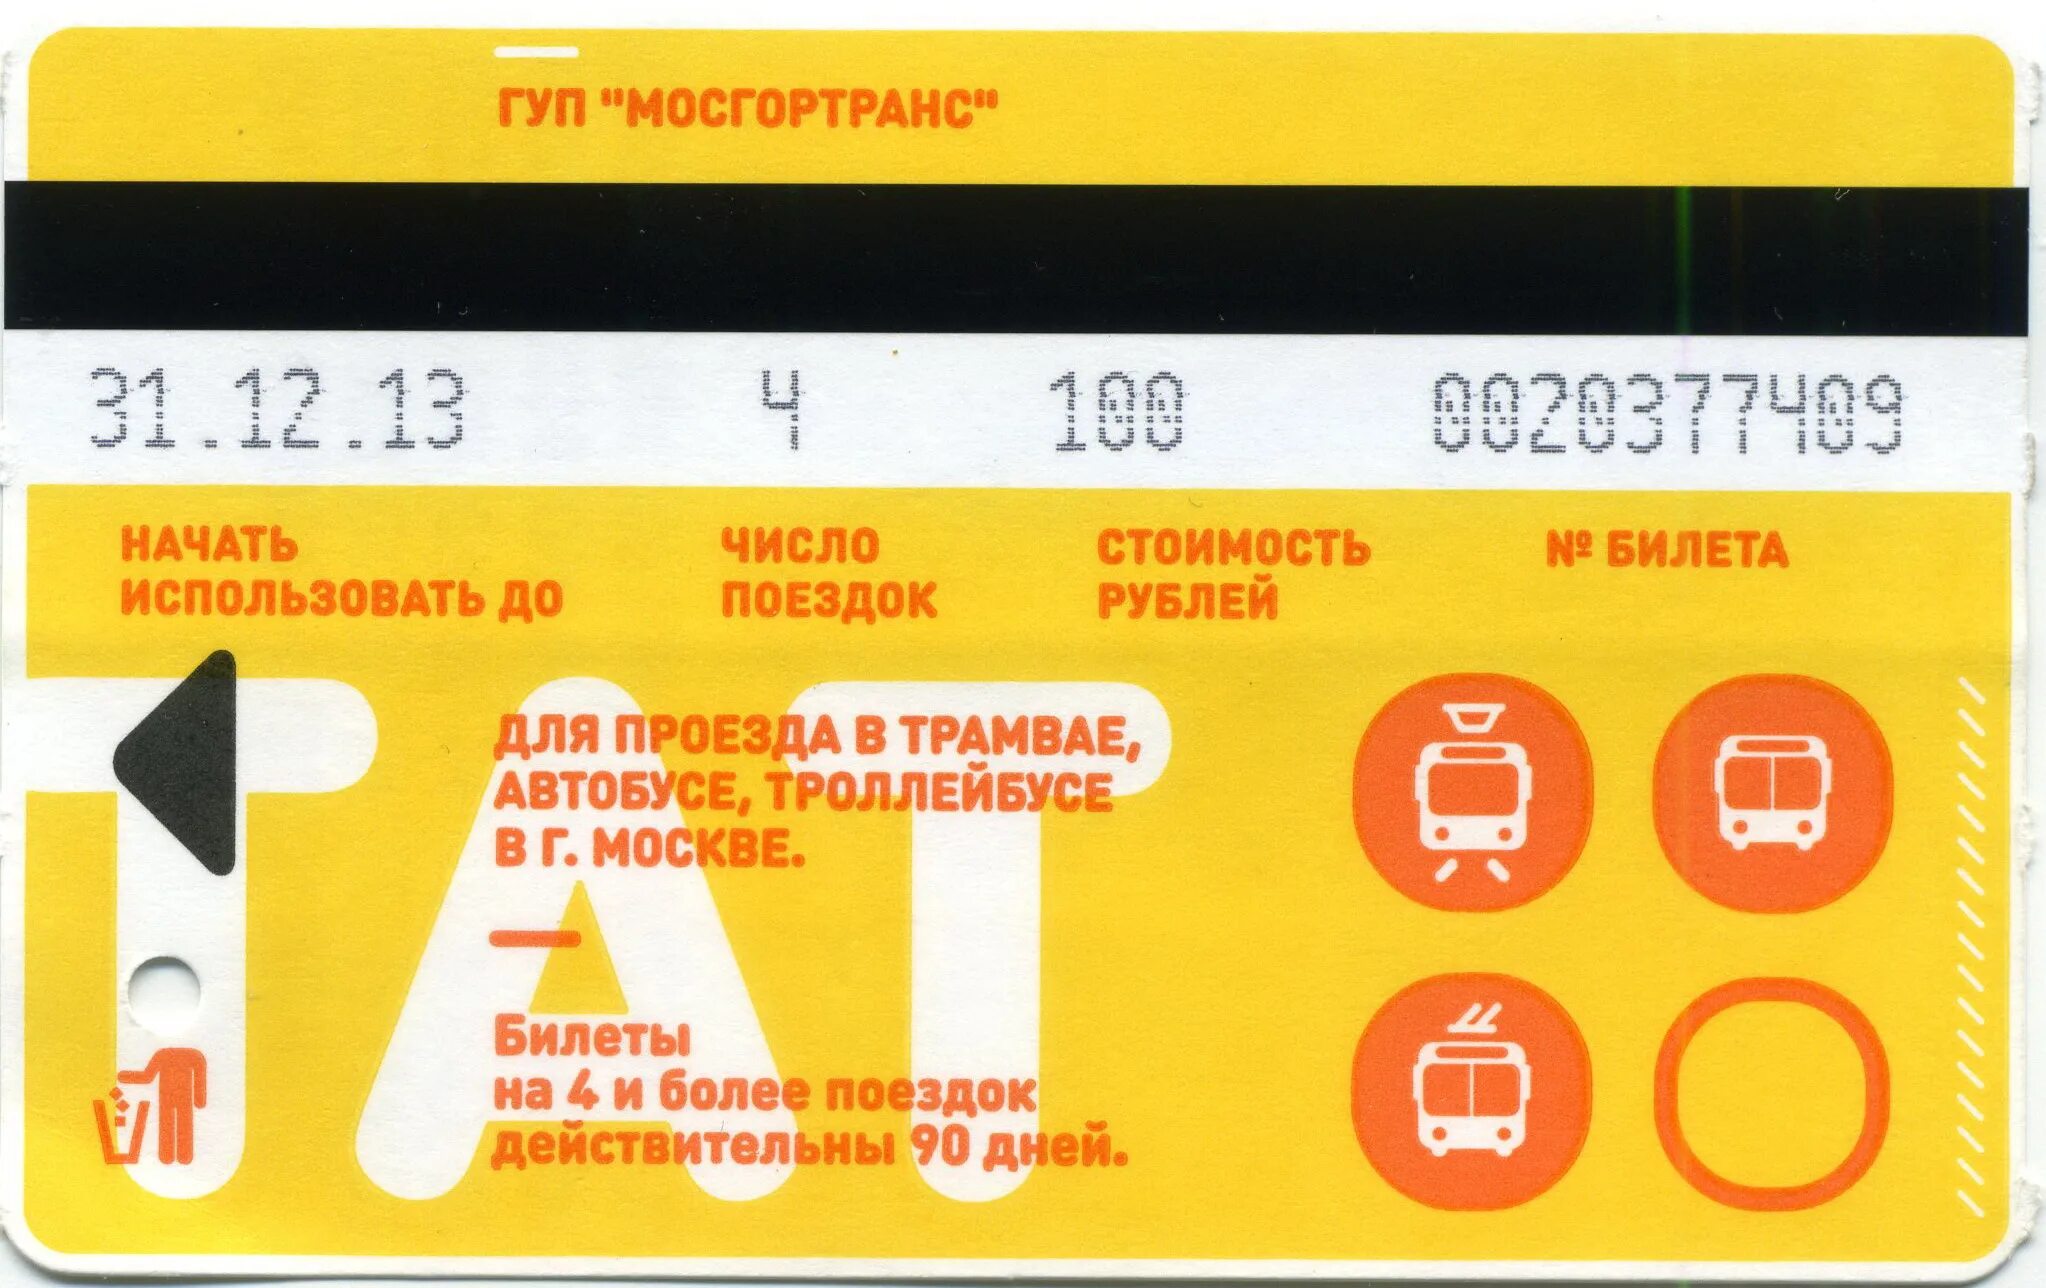 ГУП "МОСГОРТРАНС"
31.12.13 4 100 0020377409
НАЧАТЬ
ИСПОЛЬЗОВАТЬ ДО
ЧИСЛО
ПОЕЗДОК
СТОИМОСТЬ
РУБЛЕЙ
№ БИЛЕТА
ТАТ
ДЛЯ ПРОЕЗДА В ТРАМВАЕ,
АВТОБУСЕ, ТРОЛЛЕЙБУСЕ
В Г. МОСКВЕ.
Билеты
на 4 и более поездок
действительны 90 дней.